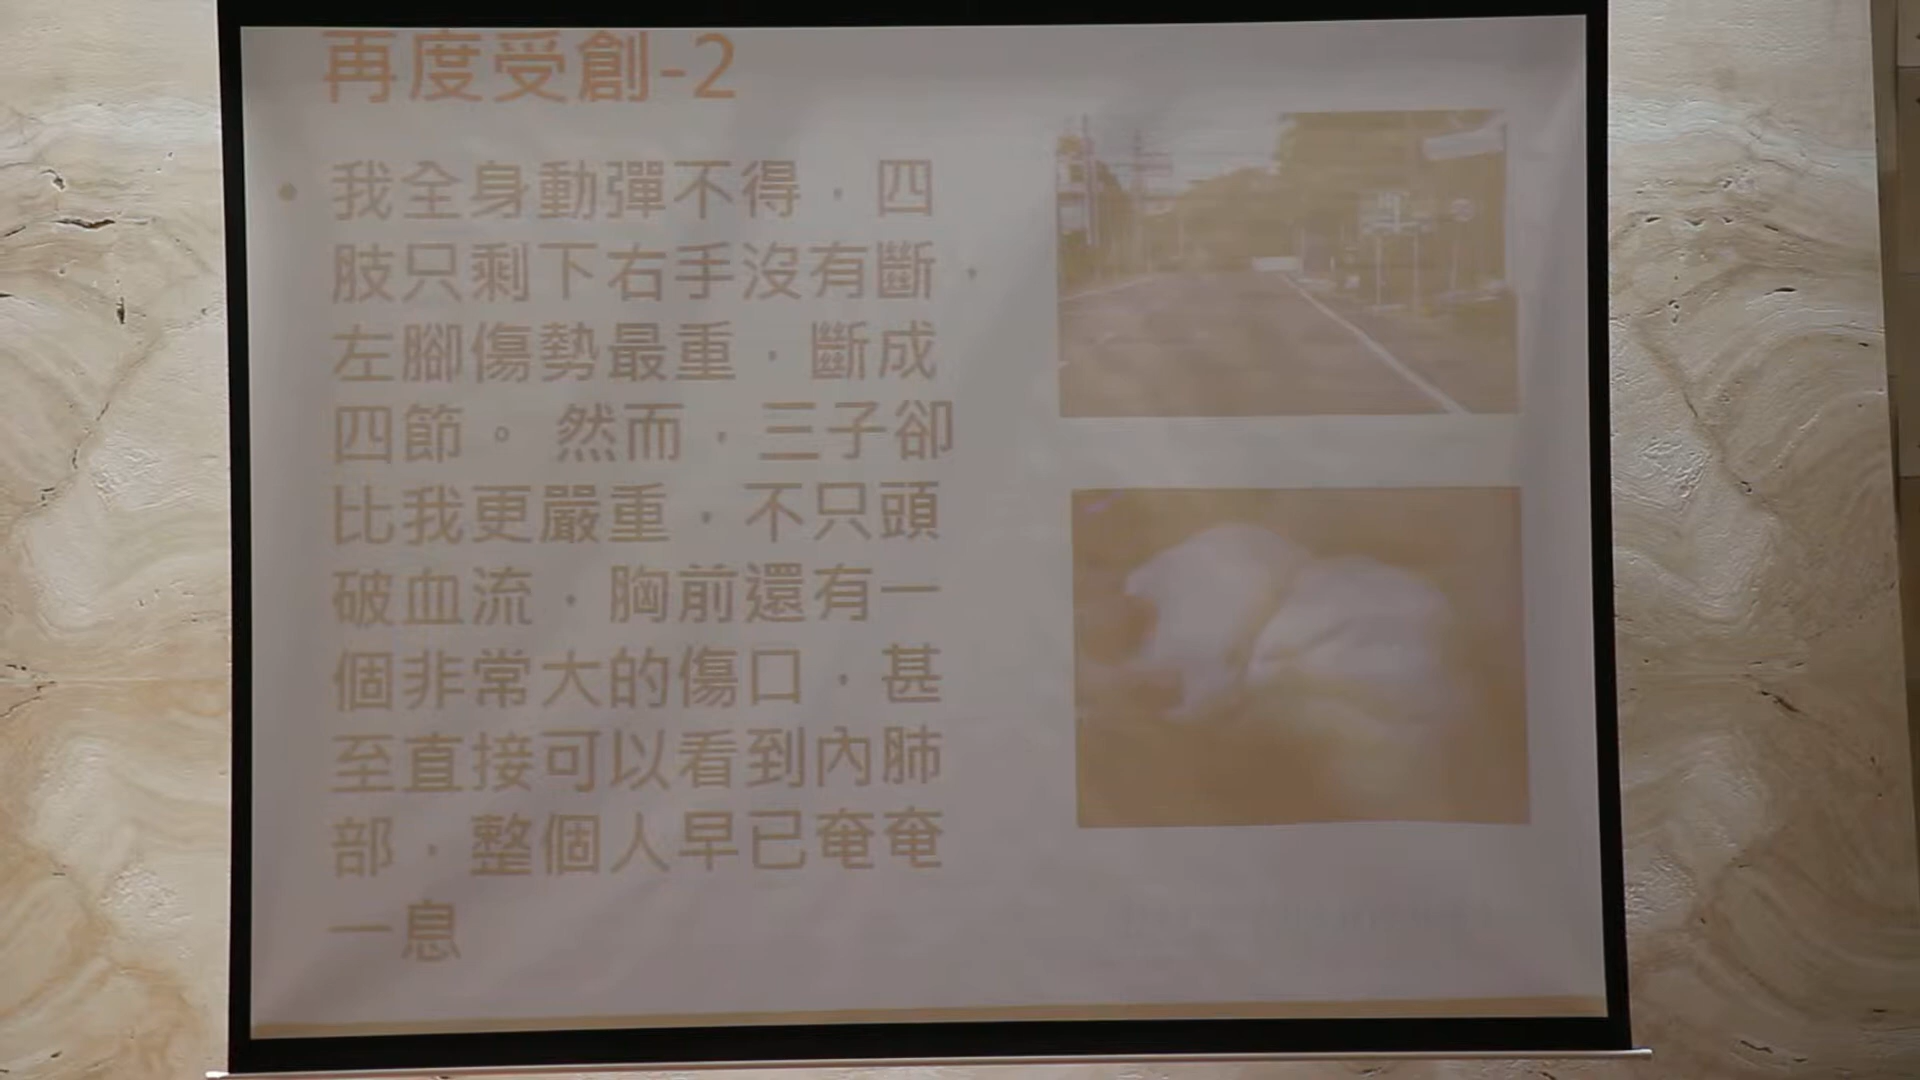 再度受創-2
• 我全身動彈不得，四
肢只剩下右手沒有斷，
左腳傷勢最重，斷成
四節。 然而，三子卻
比我更嚴重，不只頭
破血流，胸前還有一
個非常大的傷口，甚
至直接可以看到內肺
部，整個人早已奄奄
一息